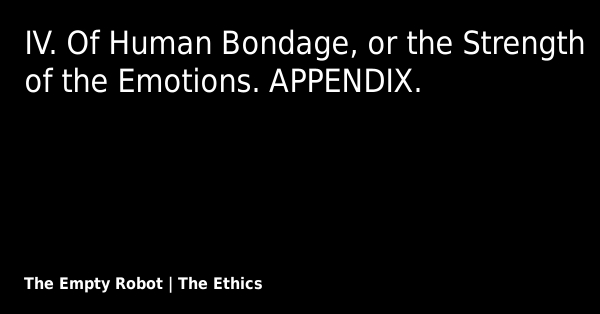 IV. Of Human Bondage, or the Strength
of the Emotions. APPENDIX.
The Empty Robot | The Ethics